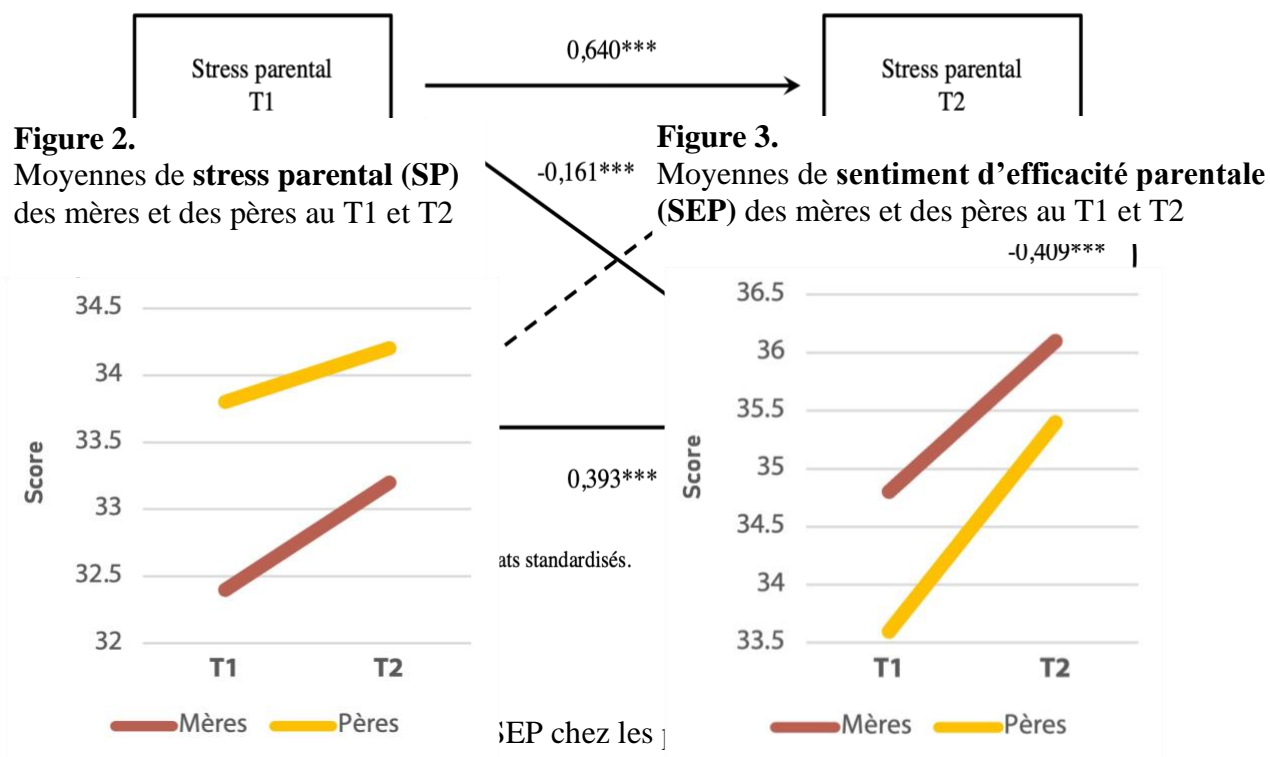 Stress parental
T1
0,640***
Stress parental
T2
Figure 2.
Moyennes de stress parental (SP)
des mères et des pères au T1 et T2
-0,161***
Figure 3.
Moyennes de sentiment d'efficacité parentale
(SEP) des mères et des pères au T1 et T2
-0,409***
34.5
34
33.5
33
32.5
32
Score
T1 T2
Mères Pères
0,393***
standardisés.
chez les
36.5
36
35.5
35
34.5
34
33.5
Score
T1 T2
Mères Pères